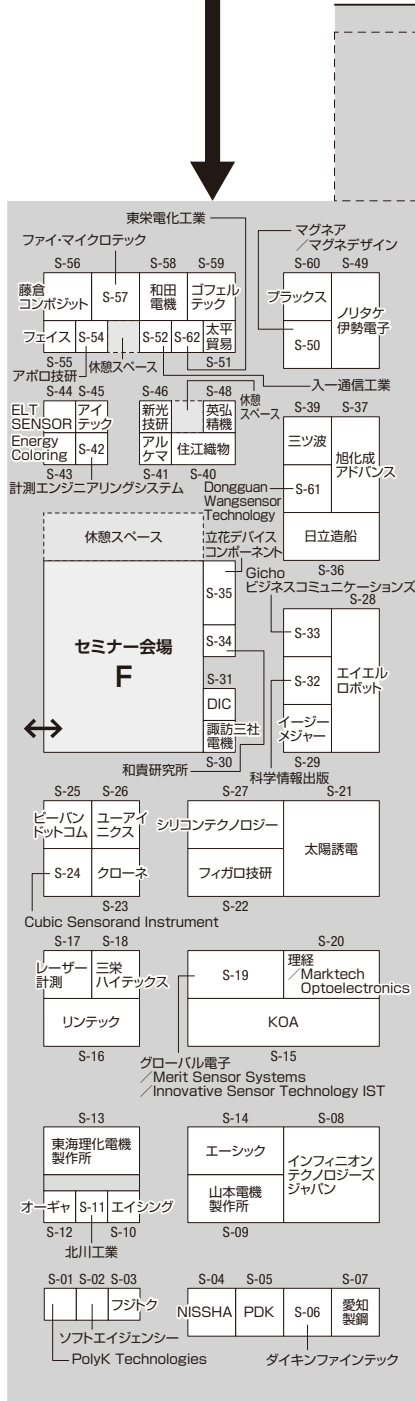 東栄電化工業
ファイ・マイクロテック
マグネア
／マグネデザイン
S-56
S-58
S-59
S-60
S-49
藤倉
コンポジット
S-57
和田
電機
ゴフェル
テック
ブラックス
ノリタケ
伊勢電子
フェイス
S-54
S-52
S-62
太平
貿易
S-50
S-55
休憩スペース
S-51
アポロ技研
入一通信工業
S-44
S-45
S-46
S-48
休憩
スペース
ELT
SENSOR
アイ
テック
新光
技研
英弘
精機
S-39
S-37
Energy
Coloring
S-42
アル
ケマ
住江織物
三ツ波
旭化成
アドバンス
S-43
S-41
S-40
計測エンジニアリングシステム
Dongguan
Wangsensor
Technology
S-61
休憩スペース
立花デバイス
コンポーネント
日立造船
S-36
Gicho
ビジネスコミュニケーションズ
S-35
S-28
セミナー会場
F
S-34
S-33
S-31
S-32
エイエル
ロボット
DIC
諏訪三社
電機
イージー
メジャー
S-30
S-29
和貴研究所
科学情報出版
S-25
S-26
S-27
S-21
ビーバン
ドットコム
ユーアイ
ニクス
シリコンテクノロジー
太陽誘電
S-24
クローネ
フィガロ技研
S-23
S-22
Cubic Sensorand Instrument
S-17
S-18
S-20
レーザー
計測
三栄
ハイテックス
S-19
理経
／Marktech
Optoelectronics
リンテック
KOA
S-16
S-15
グローバル電子
／Merit Sensor Systems
／Innovative Sensor Technology IST
S-13
S-14
S-08
東海理化電機
製作所
エーシック
インフィニオン
テクノロジーズ
ジャパン
オーギャ
S-11
エイシング
山本電機
製作所
S-12
S-10
S-09
北川工業
S-01
S-02
S-03
S-04
S-05
S-07
フジトク
NISSHA
PDK
S-06
愛知
製鋼
ソフトエイジェンシー
PolyK Technologies
ダイキンファインテック